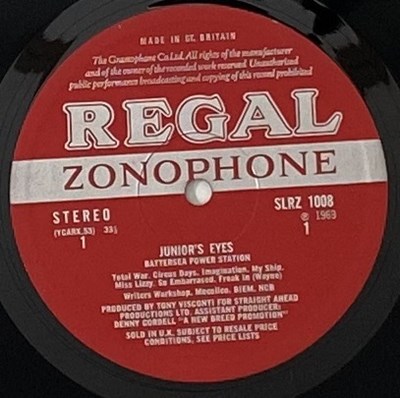 MADE IN GT. BRITAIN
The Gramophone Co. Ltd. All rights of the manufacturer
and of the owner of the recorded work reserved Unauthorized
public performance broadcasting and copying of this record prohibited
REGAL
ZONOPHONE
STEREO
(YCARX.53) 33⅓
1
SLRZ 1008
℗ 1969
1
JUNIOR'S EYES
BATTERSEA POWER STATION
Total War. Circus Days. Imagination. My Ship.
Miss Lizzy. So Embarrased. Freak in (Wayne)
Writers Workshop. Mecolico. BIEM. NCB
PRODUCED BY TONY VISCONTI FOR STRAIGHT AHEAD
PRODUCTIONS LTD. ASSISTANT PRODUCER:
DENNY CORDELL "A NEW BREED PROMOTION"
SOLD IN U.K. SUBJECT TO RESALE PRICE
CONDITIONS, SEE PRICE LISTS